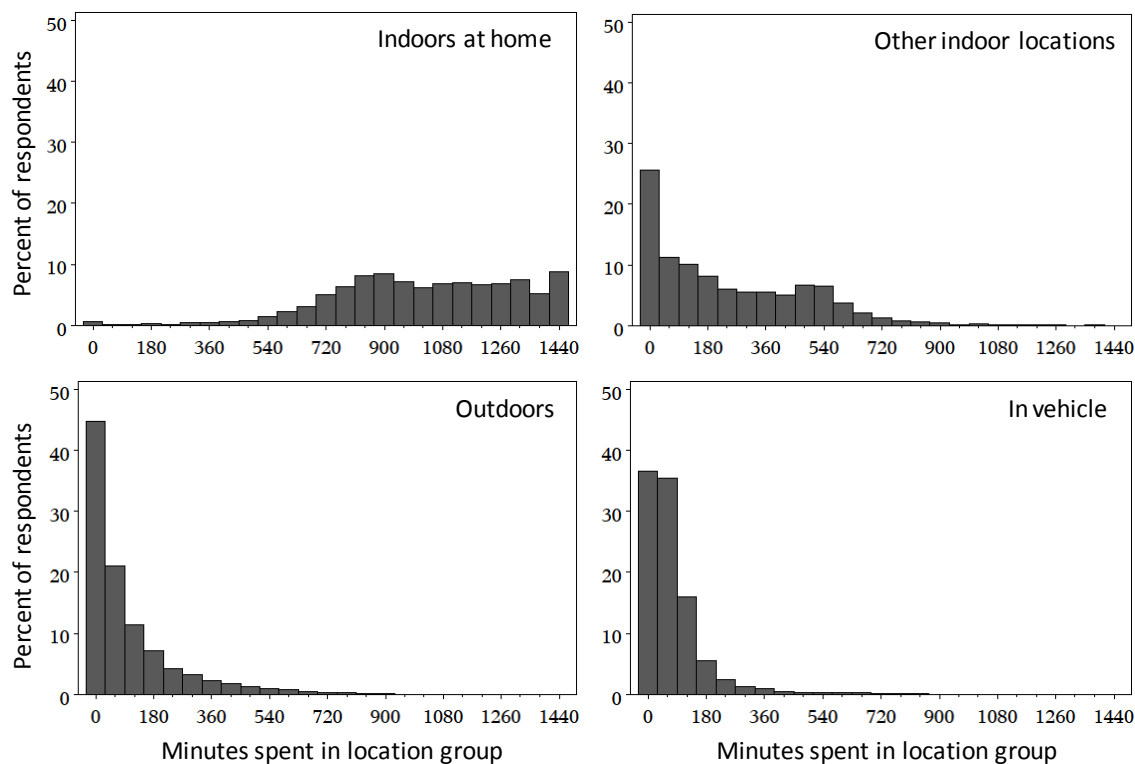 Indoors at home
Percent of respondents
50
40
30
20
10
0
0 180 360 540 720 900 1080 1260 1440
Other indoor locations
50
40
30
20
10
0
0 180 360 540 720 900 1080 1260 1440
Outdoors
Percent of respondents
50
40
30
20
10
0
0 180 360 540 720 900 1080 1260 1440
Minutes spent in location group
In vehicle
50
40
30
20
10
0
0 180 360 540 720 900 1080 1260 1440
Minutes spent in location group